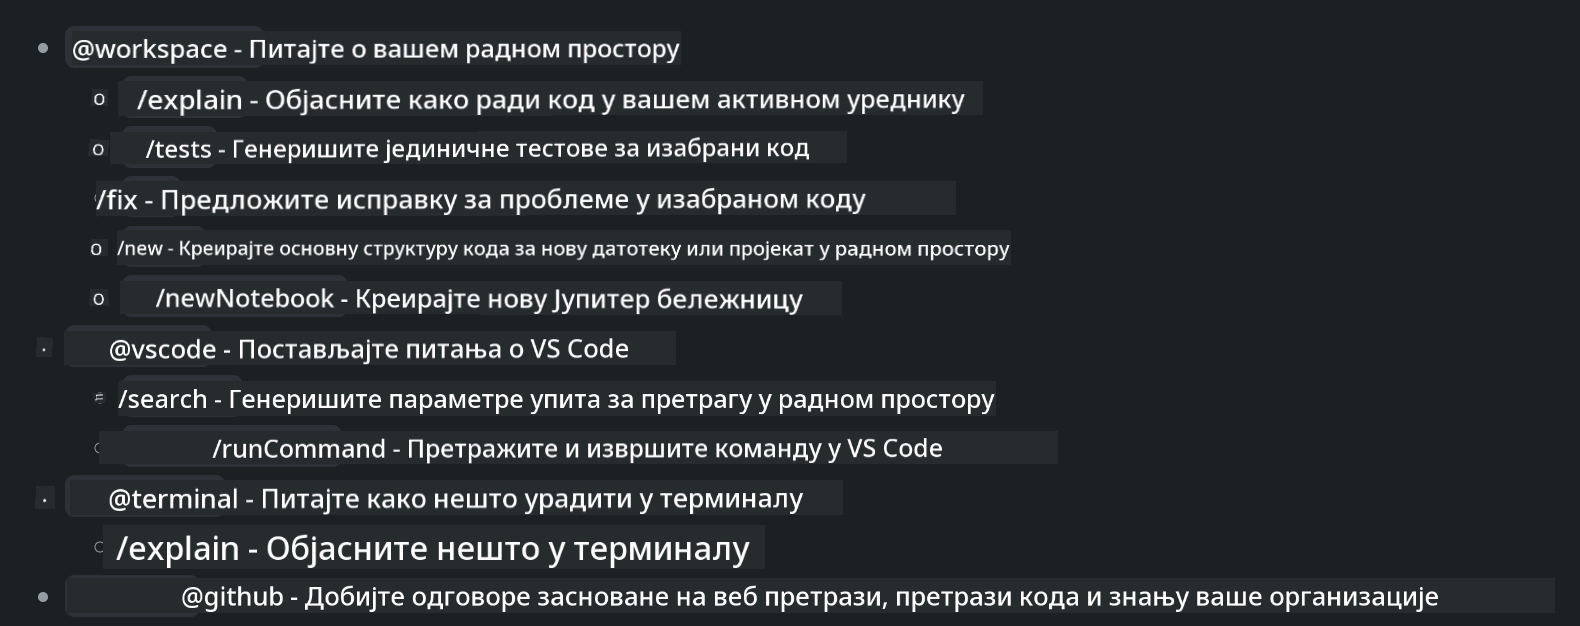 @workspace - Питајте о вашем радном простору
/explain - Објасните како ради код у вашем активном уреднику
/tests - Генеришите јединичне тестове за изабрани код
/fix - Предложите исправку за проблеме у изабраном коду
/new - Креирајте основну структуру кода за нову датотеку или пројекат у радном простору
/newNotebook - Креирајте нову Јупитер бележницу
@vscode - Постављајте питања о VS Code
/search - Генеришите параметре упита за претрагу у радном простору
/runCommand - Претражите и извршите команду у VS Code
@terminal - Питајте како нешто урадити у терминалу
/explain - Објасните нешто у терминалу
@github - Добијте одговоре засноване на веб претрази, претрази кода и знању ваше организације